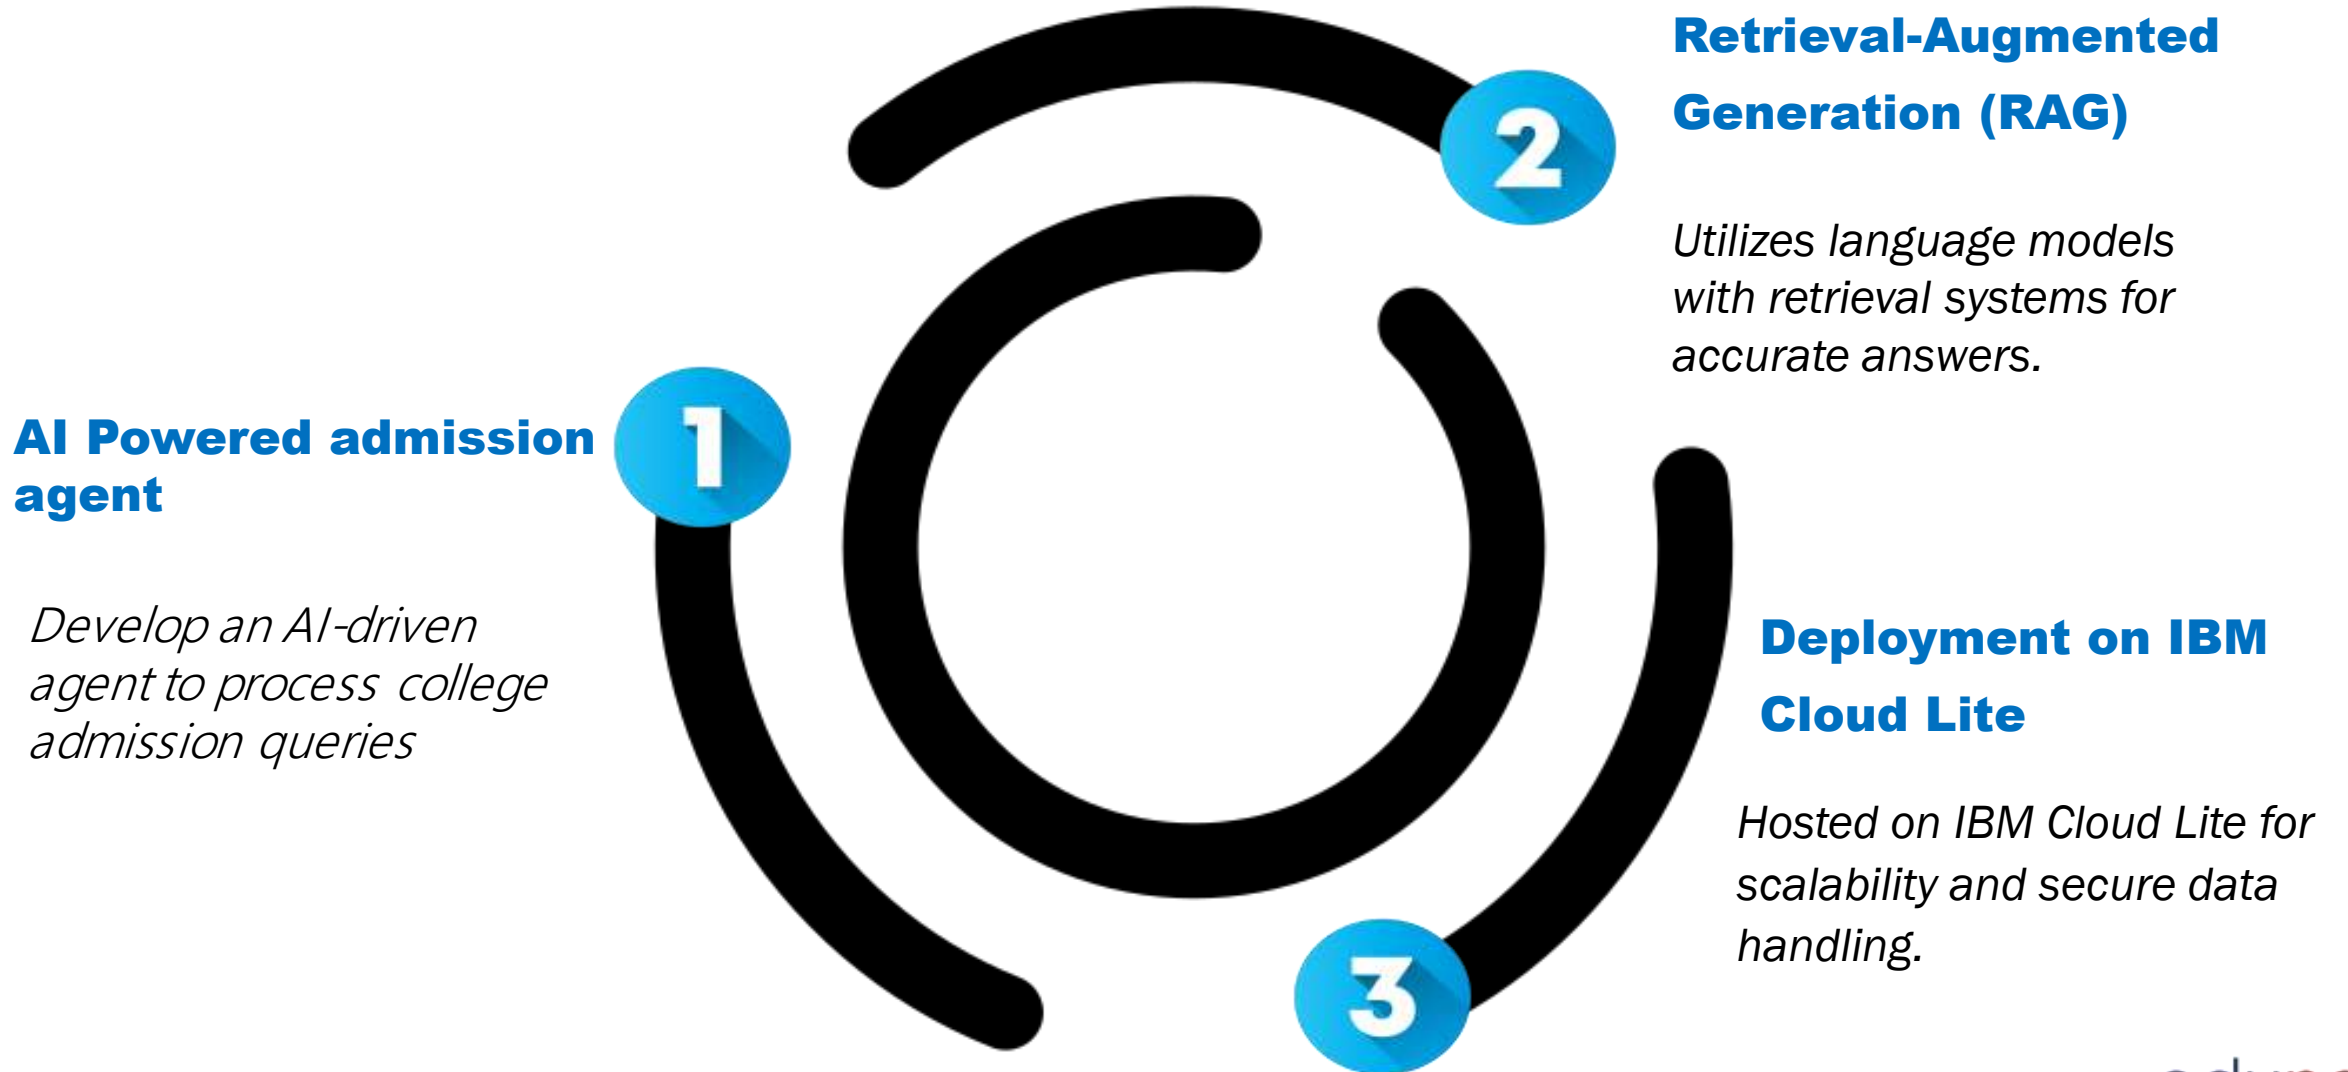 1
AI Powered admission
agent
Develop an AI-driven
agent to process college
admission queries
2
Retrieval-Augmented
Generation (RAG)
Utilizes language models
with retrieval systems for
accurate answers.
3
Deployment on IBM
Cloud Lite
Hosted on IBM Cloud Lite for
scalability and secure data
handling.